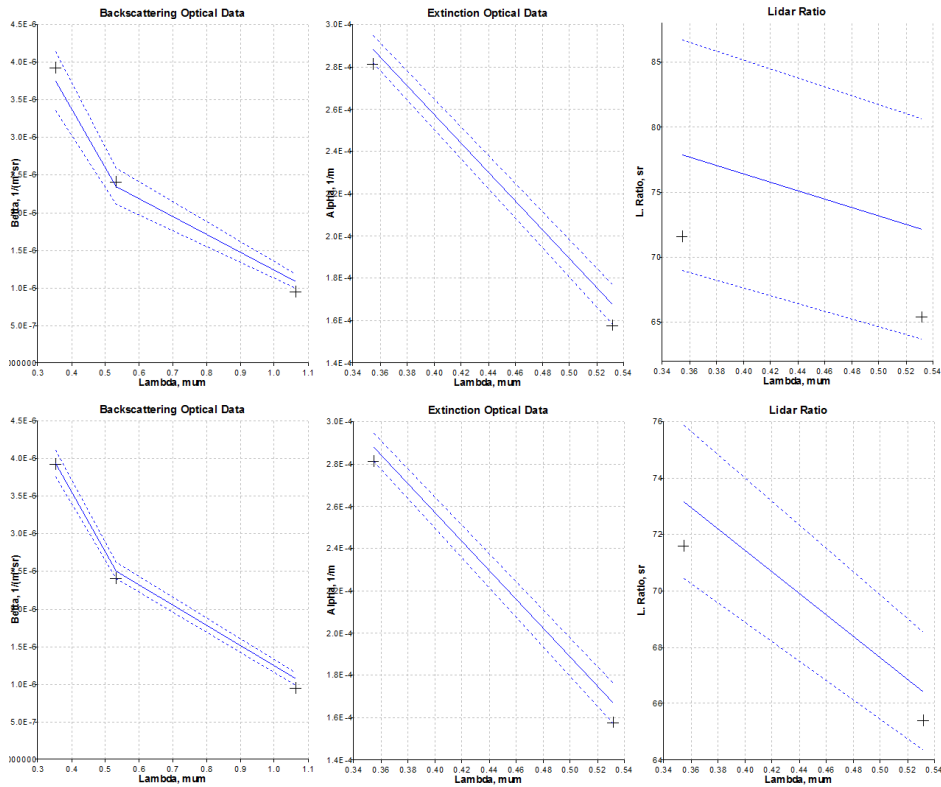 Backscattering Optical Data
Extinction Optical Data
Lidar Ratio
4.5E-6
4.0E-6
3.5E-6
3.0E-6
1.5E-6
1.0E-6
5.0E-7
Beta, 1/(m*sr)
0.3 0.4 0.5 0.6 0.7 0.8 0.9 1.0 1.1
Lambda, mum
3.0E-4
2.8E-4
2.6E-4
2.4E-4
2.2E-4
2.0E-4
1.8E-4
1.6E-4
1.4E-4
Alpha, 1/m
0.34 0.36 0.38 0.40 0.42 0.44 0.46 0.48 0.50 0.52 0.54
Lambda, mum
85
80
75
70
65
L. Ratio, sr
0.34 0.36 0.38 0.40 0.42 0.44 0.46 0.48 0.50 0.52 0.54
Lambda, mum
Backscattering Optical Data
Extinction Optical Data
Lidar Ratio
4.5E-6
4.0E-6
3.5E-6
3.0E-6
1.5E-6
1.0E-6
5.0E-7
Beta, 1/(m*sr)
0.3 0.4 0.5 0.6 0.7 0.8 0.9 1.0 1.1
Lambda, mum
3.0E-4
2.8E-4
2.6E-4
2.4E-4
2.2E-4
2.0E-4
1.8E-4
1.6E-4
1.4E-4
Alpha, 1/m
0.34 0.36 0.38 0.40 0.42 0.44 0.46 0.48 0.50 0.52 0.54
Lambda, mum
76
74
72
70
68
66
64
L. Ratio, sr
0.34 0.36 0.38 0.40 0.42 0.44 0.46 0.48 0.50 0.52 0.54
Lambda, mum